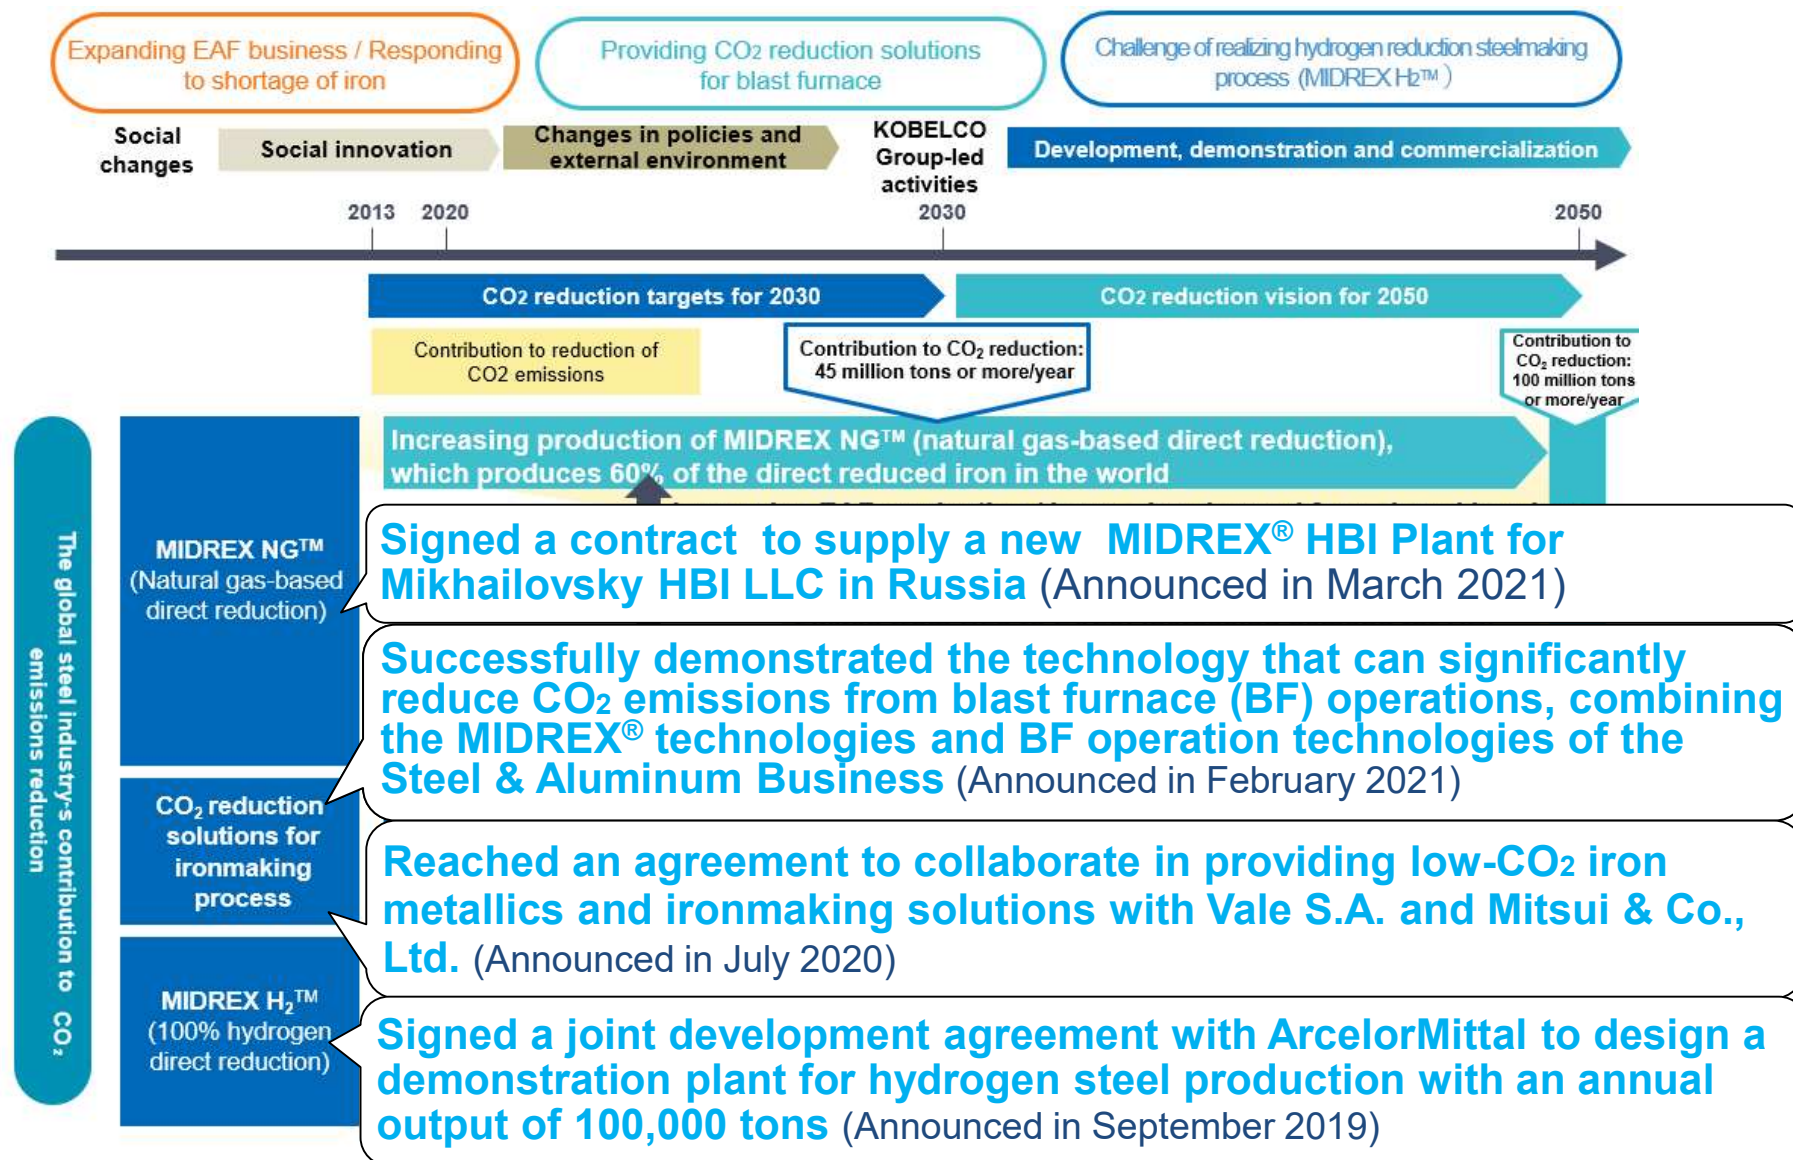 Expanding EAF business / Responding
to shortage of iron
Providing CO2 reduction solutions
for blast furnace
Challenge of realizing hydrogen reduction steelmaking
process (MIDREX H2™ )
Social
changes
Social innovation
Changes in policies and
external environment
KOBELCO
Group-led
activities
Development, demonstration and commercialization
2013 2020 2030 2050
CO2 reduction targets for 2030
CO2 reduction vision for 2050
Contribution to reduction of
CO2 emissions
Contribution to CO₂ reduction:
45 million tons or more/year
Contribution to
CO₂ reduction:
100 million tons
or more/year
Increasing production of MIDREX NG™ (natural gas-based direct reduction),
which produces 60% of the direct reduced iron in the world
The global steel industry-s contribution to CO₂
emissions reduction
MIDREX NG™
(Natural gas-based
direct reduction)
Signed a contract to supply a new MIDREX® HBI Plant for
Mikhailovsky HBI LLC in Russia (Announced in March 2021)
Successfully demonstrated the technology that can significantly
reduce CO2 emissions from blast furnace (BF) operations, combining
the MIDREX® technologies and BF operation technologies of the
Steel & Aluminum Business (Announced in February 2021)
CO₂ reduction
solutions for
ironmaking
process
Reached an agreement to collaborate in providing low-CO2 iron
metallics and ironmaking solutions with Vale S.A. and Mitsui & Co.,
Ltd. (Announced in July 2020)
MIDREX H₂™
(100% hydrogen
direct reduction)
Signed a joint development agreement with ArcelorMittal to design a
demonstration plant for hydrogen steel production with an annual
output of 100,000 tons (Announced in September 2019)